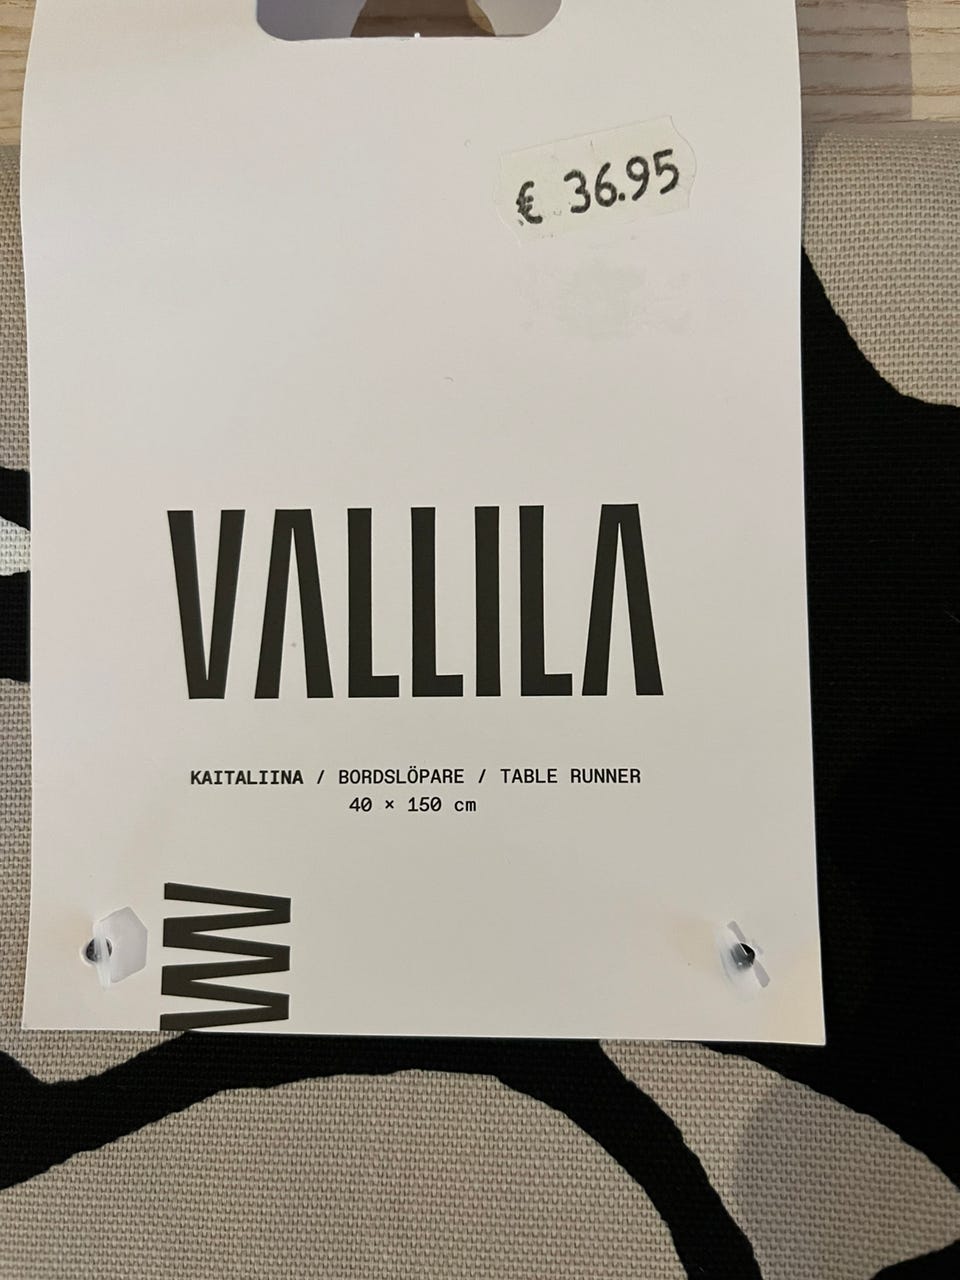 € 36.95
VALLILA
KAITALIINA / BORDSLÖPARE / TABLE RUNNER
40 × 150 cm